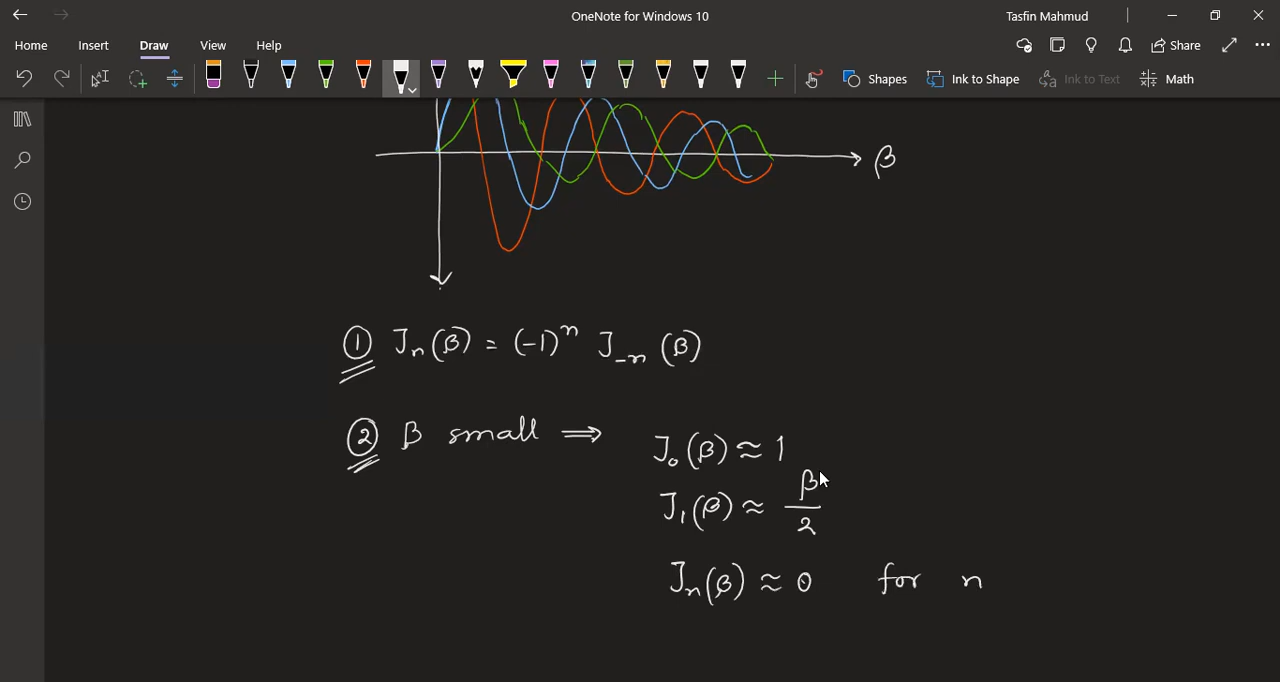 OneNote for Windows 10
Tasfin Mahmud
Home Insert Draw View Help
Share
Shapes Ink to Shape Ink to Text Math
β
① Jₙ(β) = (-1)ⁿ J₋ₙ(β)
② β small ⟹ J₀(β) ≈ 1
J₁(β) ≈ β/2
Jₙ(β) ≈ 0 for n